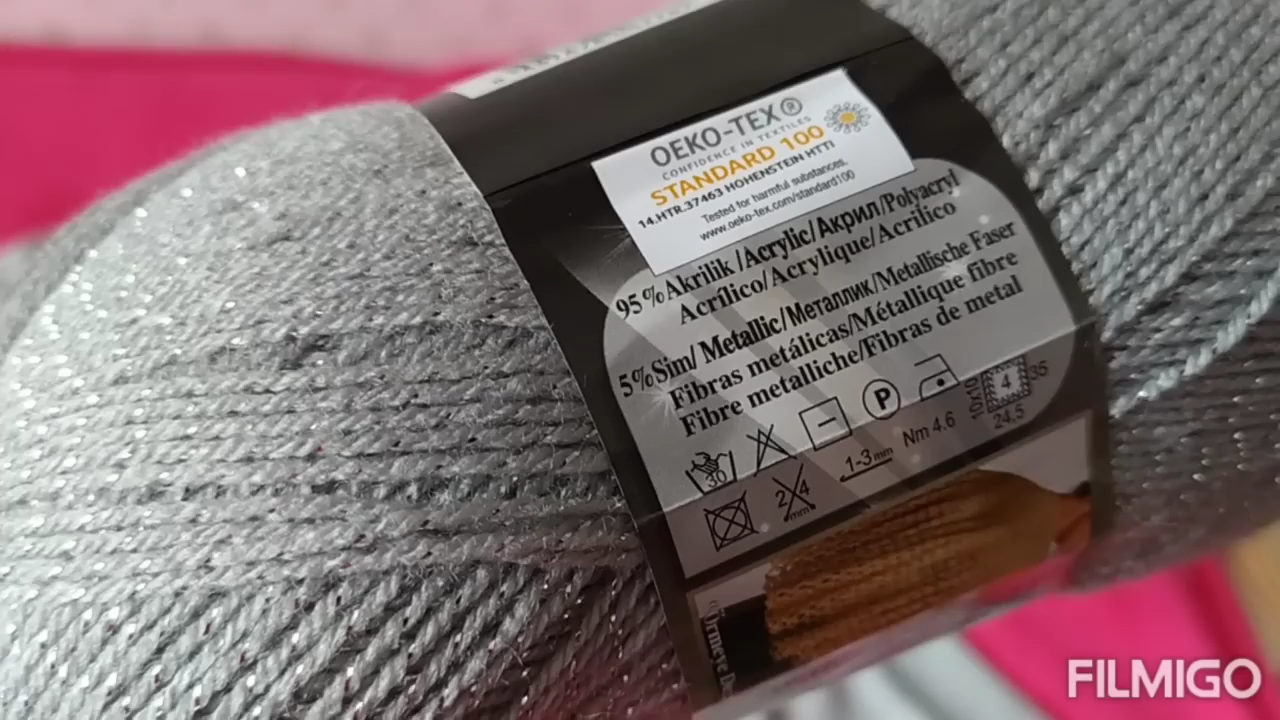 OEKO-TEX®
CONFIDENCE IN TEXTILES
STANDARD 100
14.HTR.37463 HOHENSTEIN HTTI
Tested for harmful substances.
www.oeko-tex.com/standard100
95%Akrilik/Acrylic/Акрил/Polyacryl
Acrílico/Acrylique/Acrilico
5%Sim/Metallic/Металлик/Metallische Faser
Fibras metálicas/Métallique fibre
Fibre metalliche/Fibras de metal
30
P
10x10
4
35
24,5
2/4 mm
1-3 mm
Nm 4.6
FILMIGO